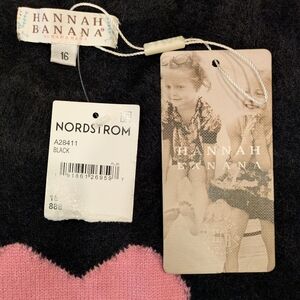 HANNAH
BANANA
16
NORDSTROM
A28411
BLACK
HANNAH
BANANA